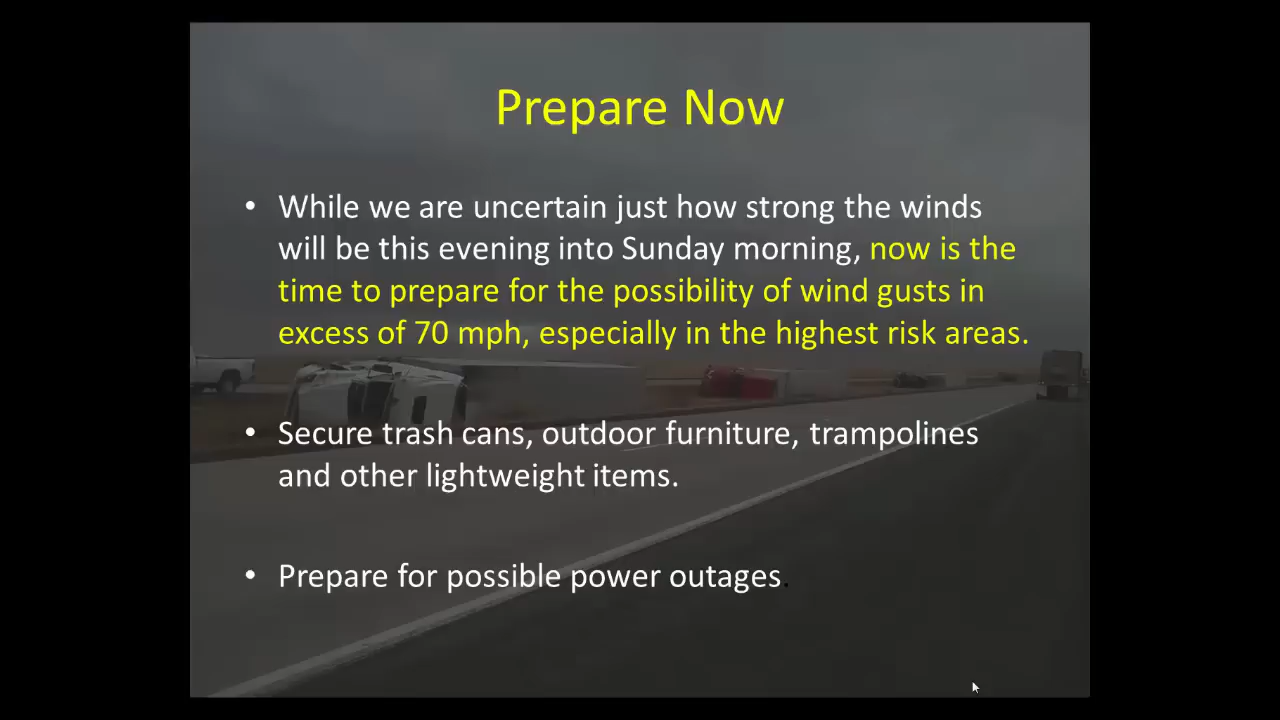 Prepare Now
• While we are uncertain just how strong the winds
will be this evening into Sunday morning, now is the
time to prepare for the possibility of wind gusts in
excess of 70 mph, especially in the highest risk areas.
• Secure trash cans, outdoor furniture, trampolines
and other lightweight items.
• Prepare for possible power outages.